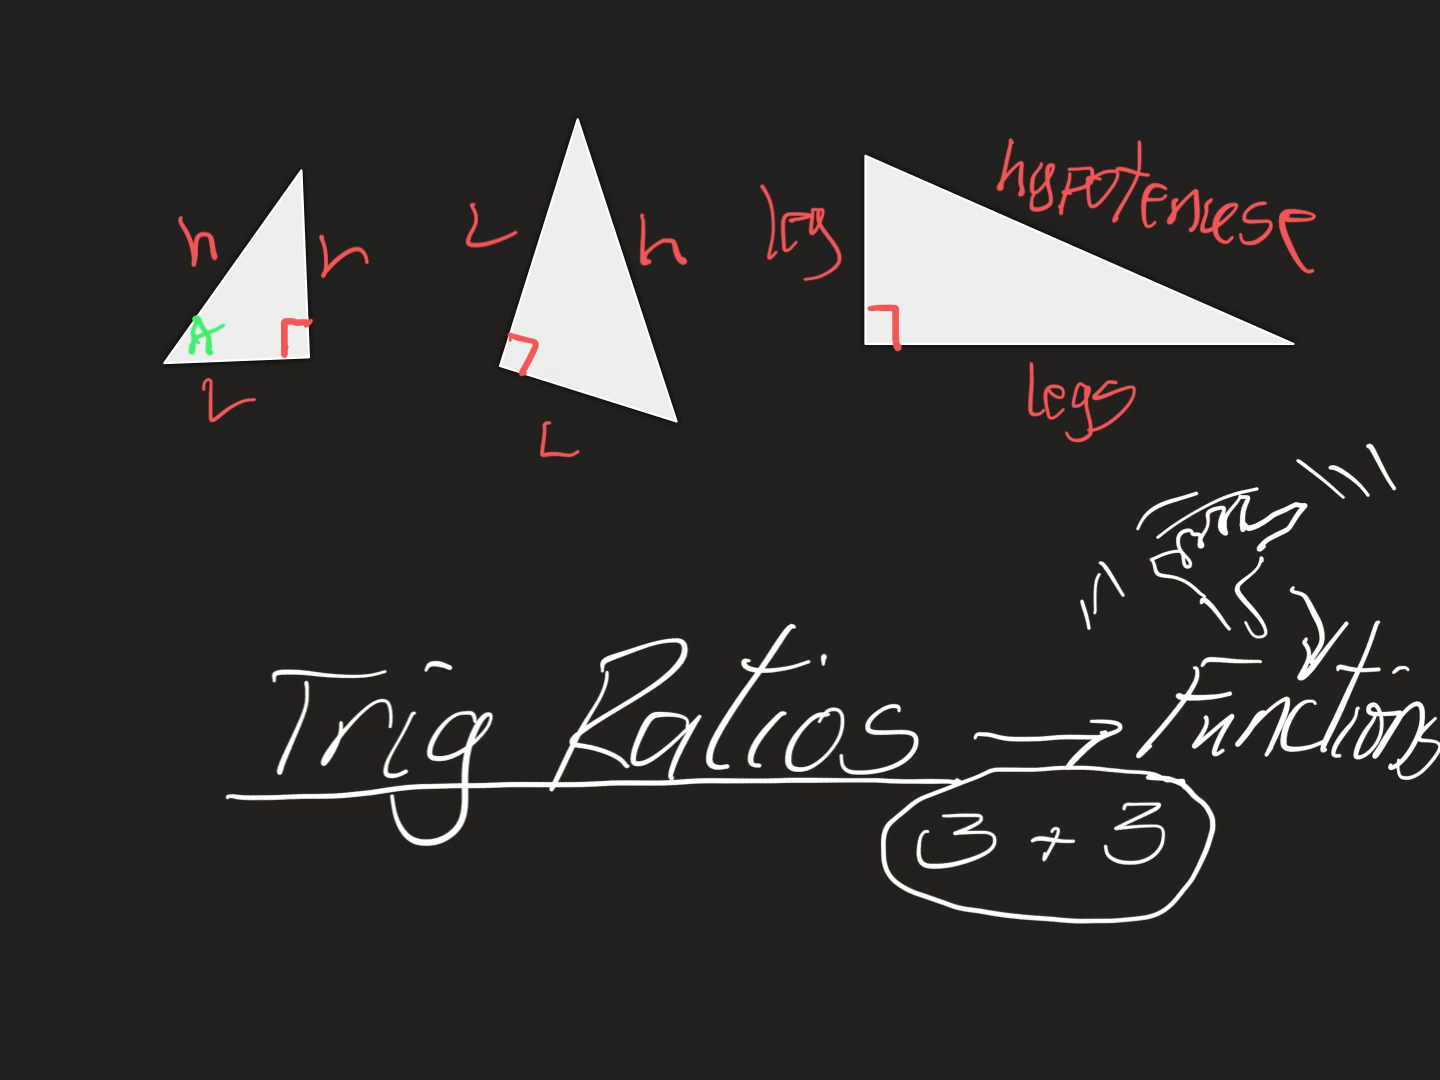 h
A
L
L
h
L
leg
hypotenuese
legs
Trig Ratios → Functions
3 + 3